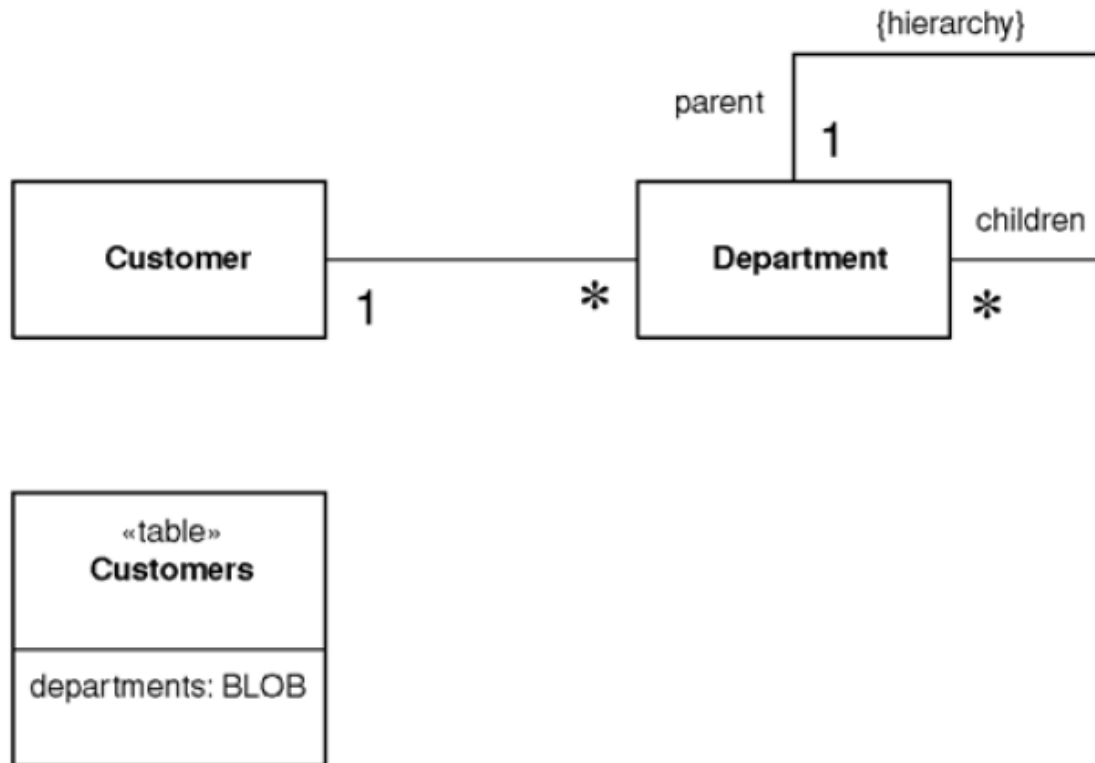 {hierarchy}
parent
1
Customer
Department
children
1
*
*
«table»
Customers
departments: BLOB